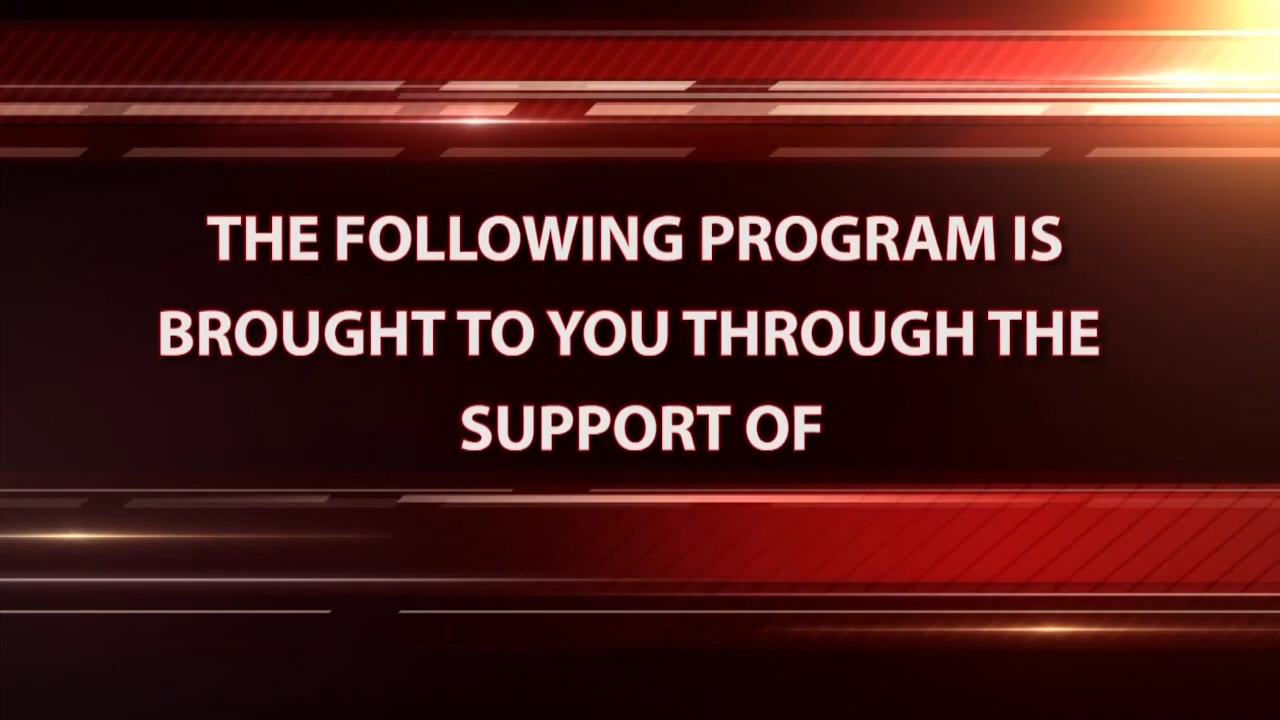 THE FOLLOWING PROGRAM IS
BROUGHT TO YOU THROUGH THE
SUPPORT OF